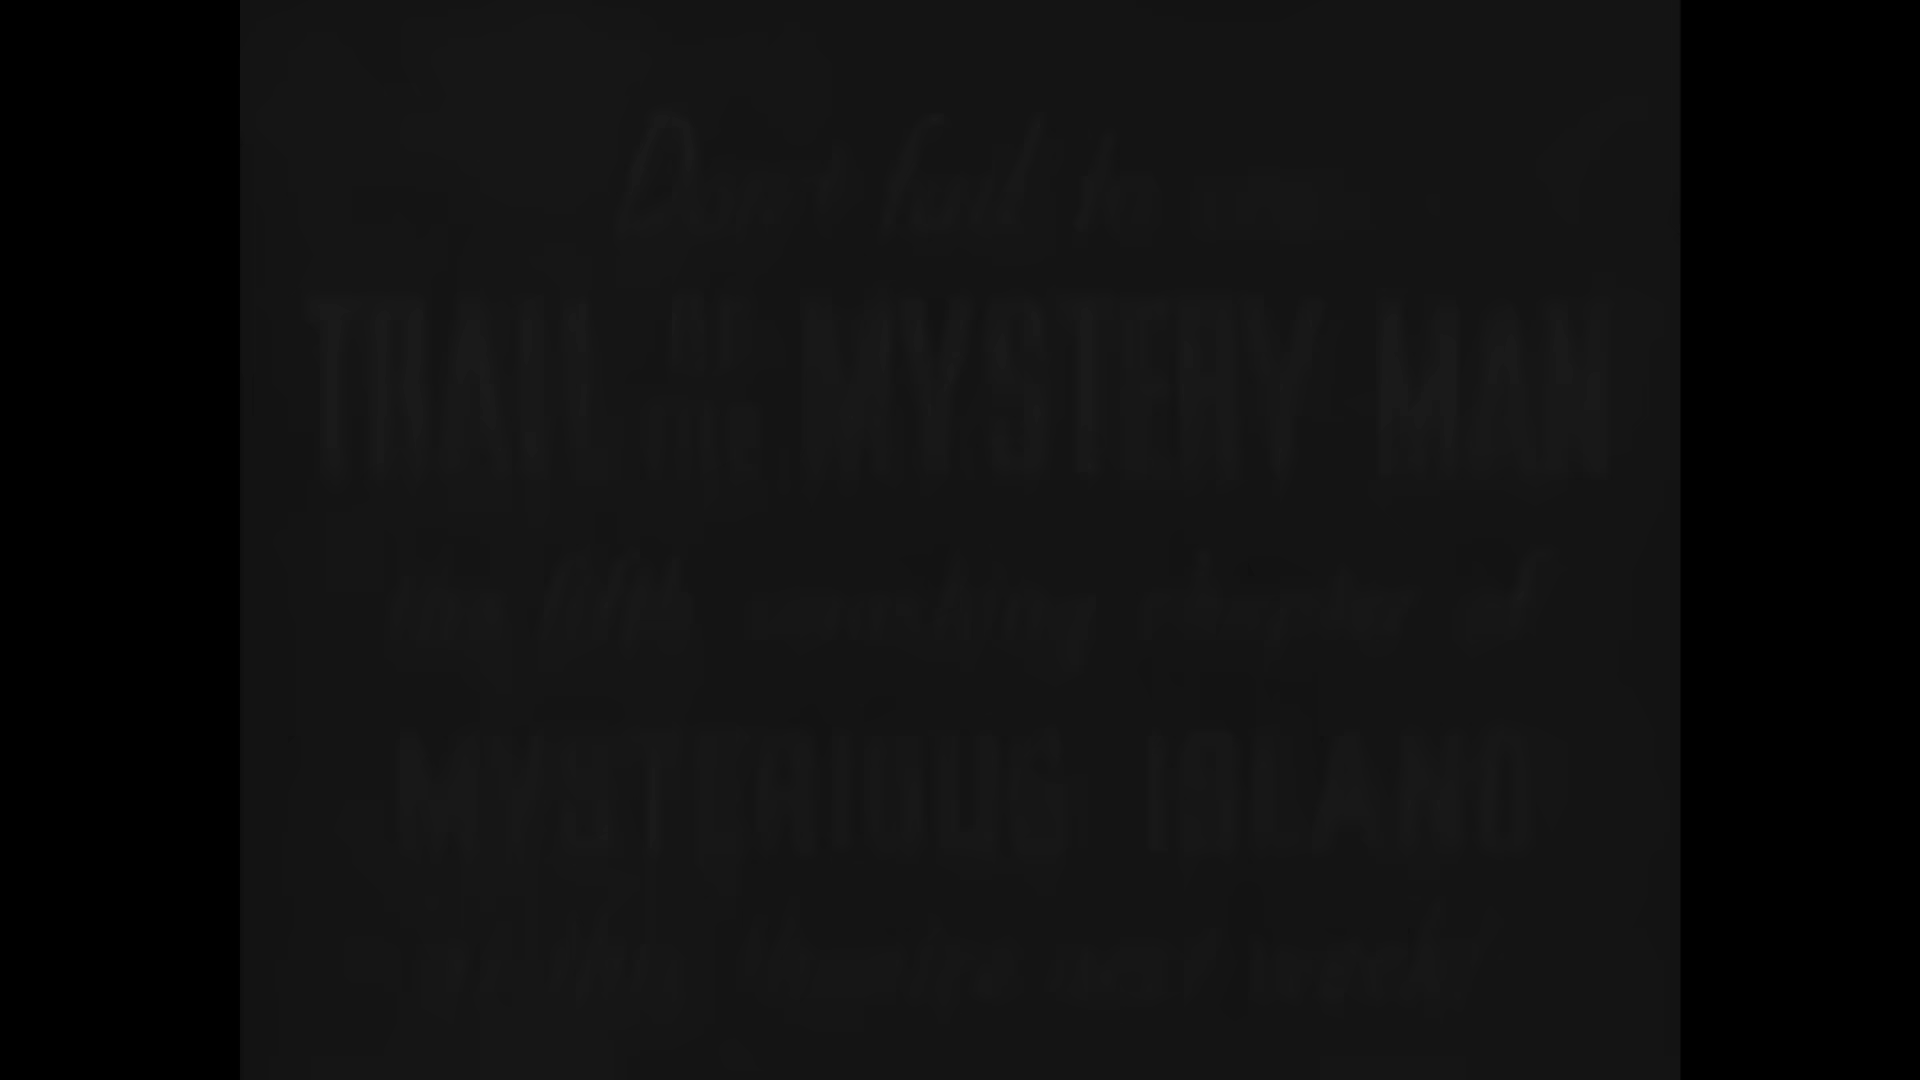 Don't fail to see....
TRAIL OF THE MYSTERY MAN
the fifth smashing chapter of
MYSTERIOUS ISLAND
at this theatre next week!